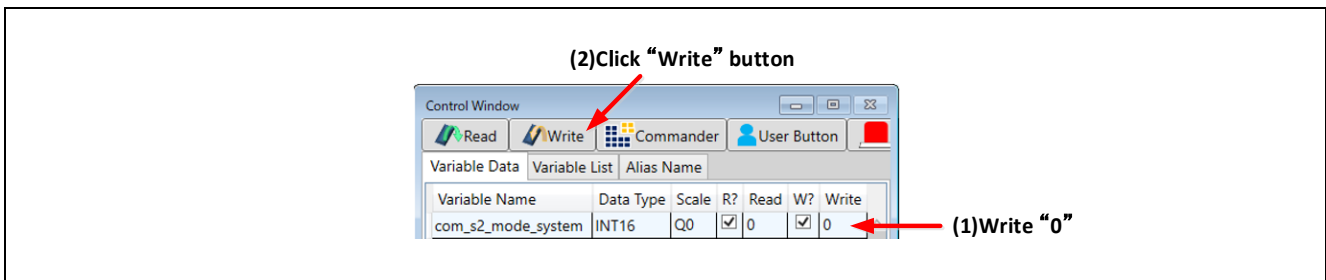 (2)Click “Write” button
Control Window
Read Write Commander User Button
Variable Data Variable List Alias Name
Variable Name Data Type Scale R? Read W? Write
com_s2_mode_system INT16 Q0 0 0
(1)Write “0”